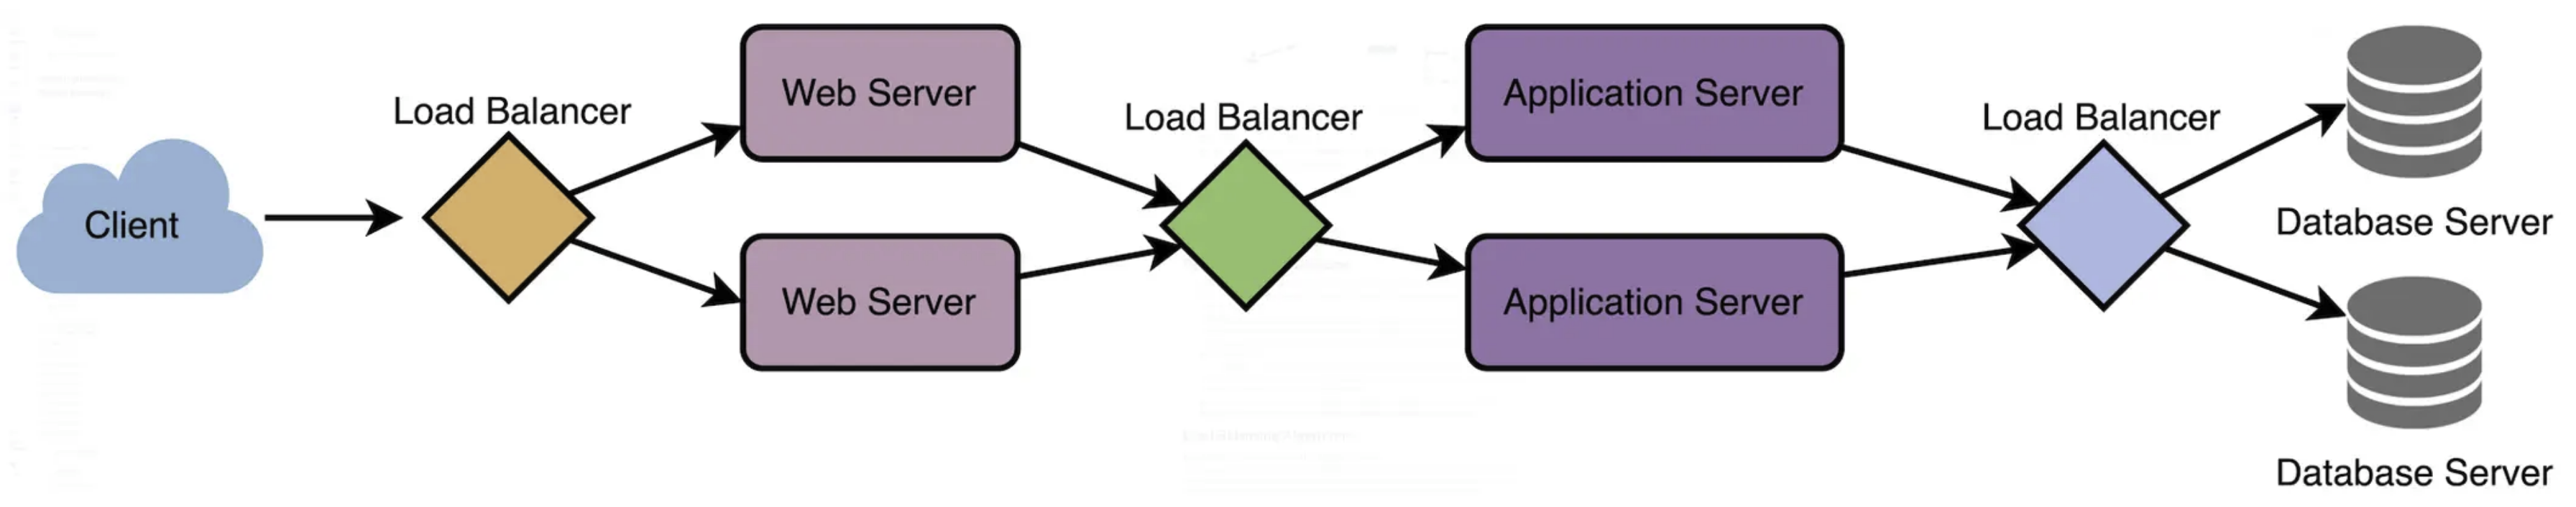 Client
Load Balancer
Web Server
Web Server
Load Balancer
Application Server
Application Server
Load Balancer
Database Server
Database Server